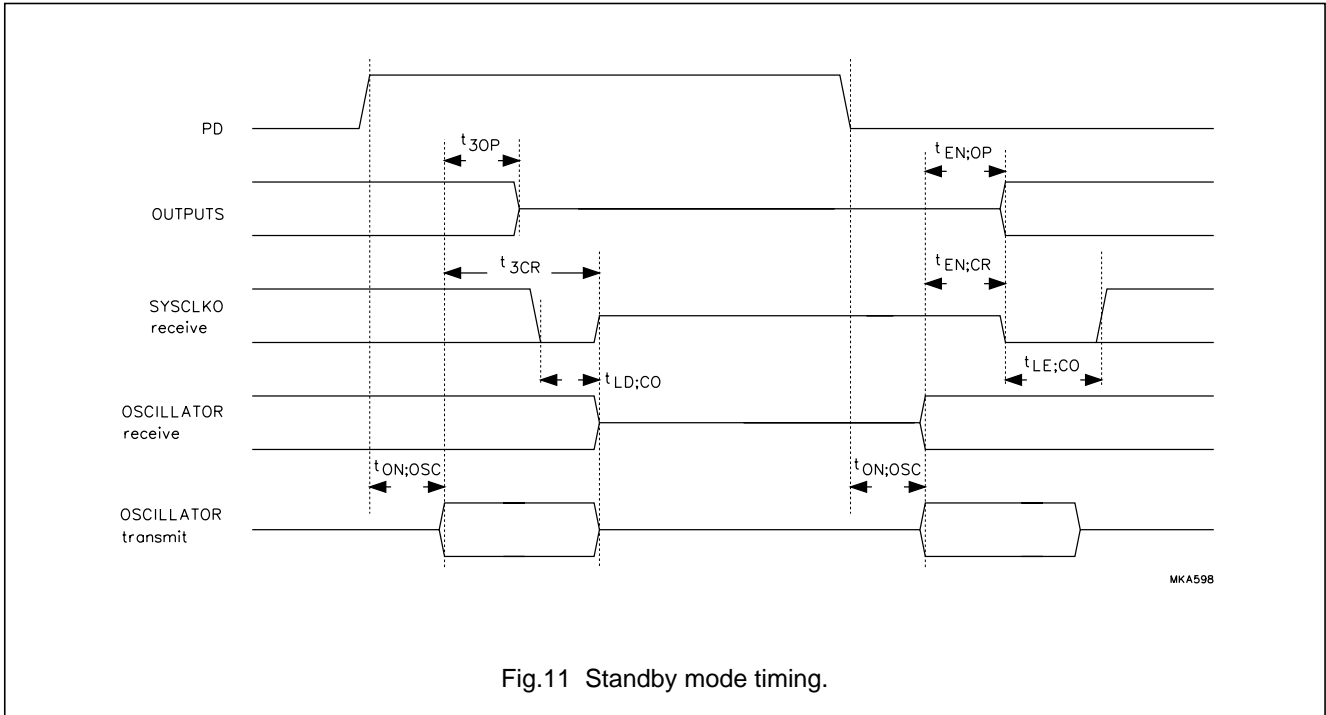 PD
t3OP
tEN;OP
OUTPUTS
t3CR
tEN;CR
SYSCLKO
receive
tLD;CO
tLE;CO
OSCILLATOR
receive
tON;OSC
tON;OSC
OSCILLATOR
transmit
MKA598
Fig.11 Standby mode timing.